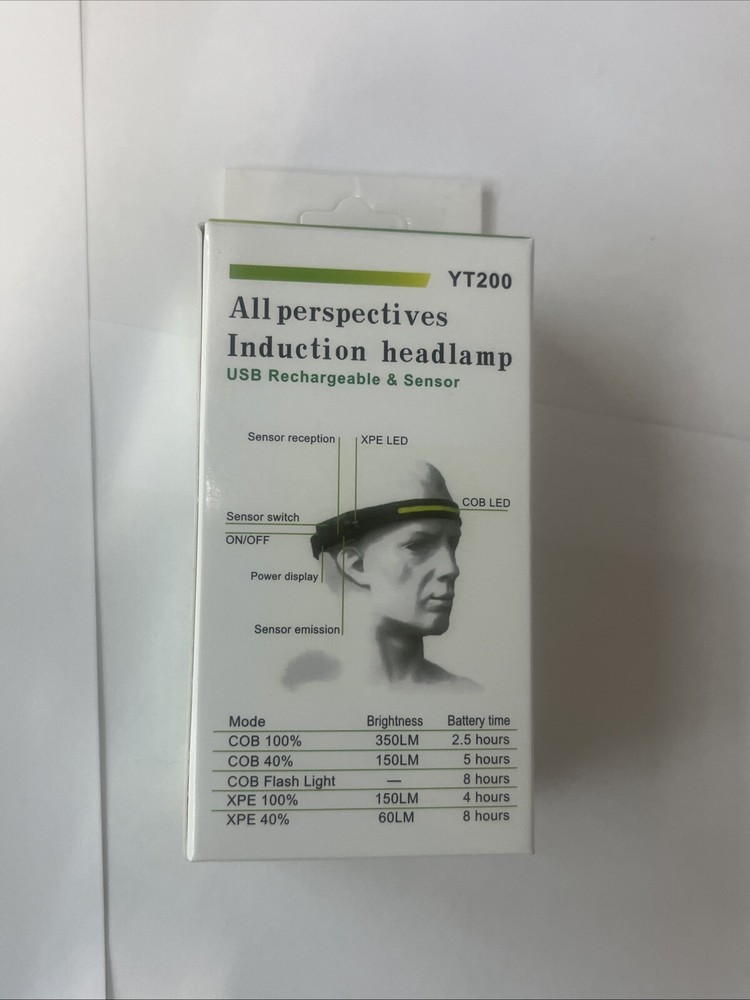 YT200
All perspectives
Induction headlamp
USB Rechargeable & Sensor
Sensor reception XPE LED
COB LED
Sensor switch
ON/OFF
Power display
Sensor emission
Mode Brightness Battery time
COB 100% 350LM 2.5 hours
COB 40% 150LM 5 hours
COB Flash Light — 8 hours
XPE 100% 150LM 4 hours
XPE 40% 60LM 8 hours